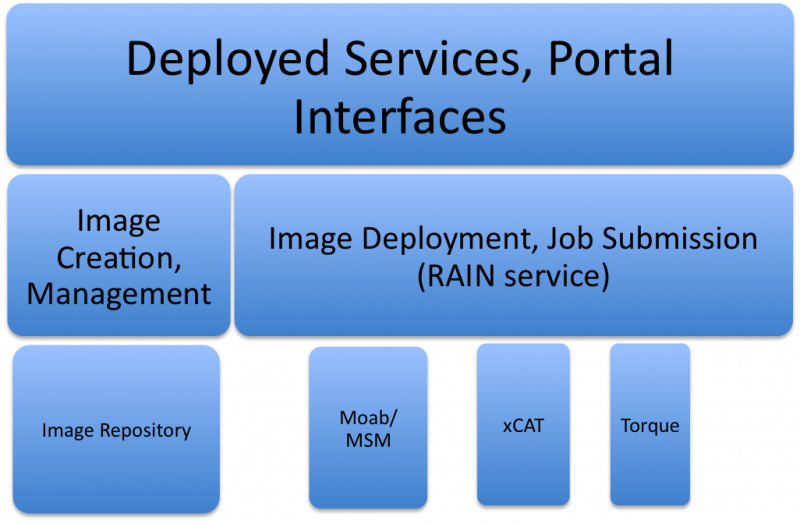 Deployed Services, Portal
Interfaces
Image
Creation,
Management
Image Deployment, Job Submission
(RAIN service)
Image Repository
Moab/
MSM
xCAT
Torque